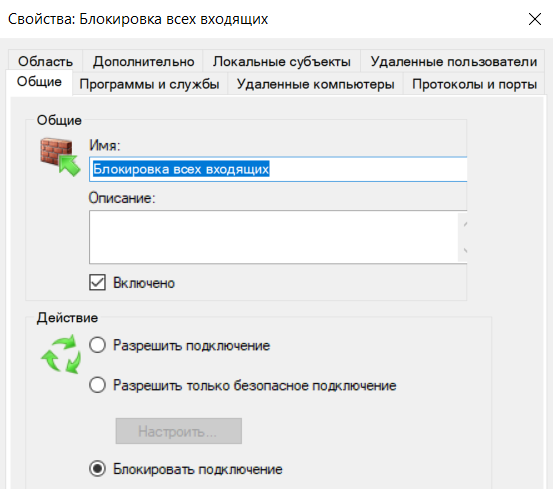 Свойства: Блокировка всех входящих
Область Дополнительно Локальные субъекты Удаленные пользователи
Общие Программы и службы Удаленные компьютеры Протоколы и порты
Общие
Имя:
Блокировка всех входящих
Описание:
Включено
Действие
Разрешить подключение
Разрешить только безопасное подключение
Настроить...
Блокировать подключение